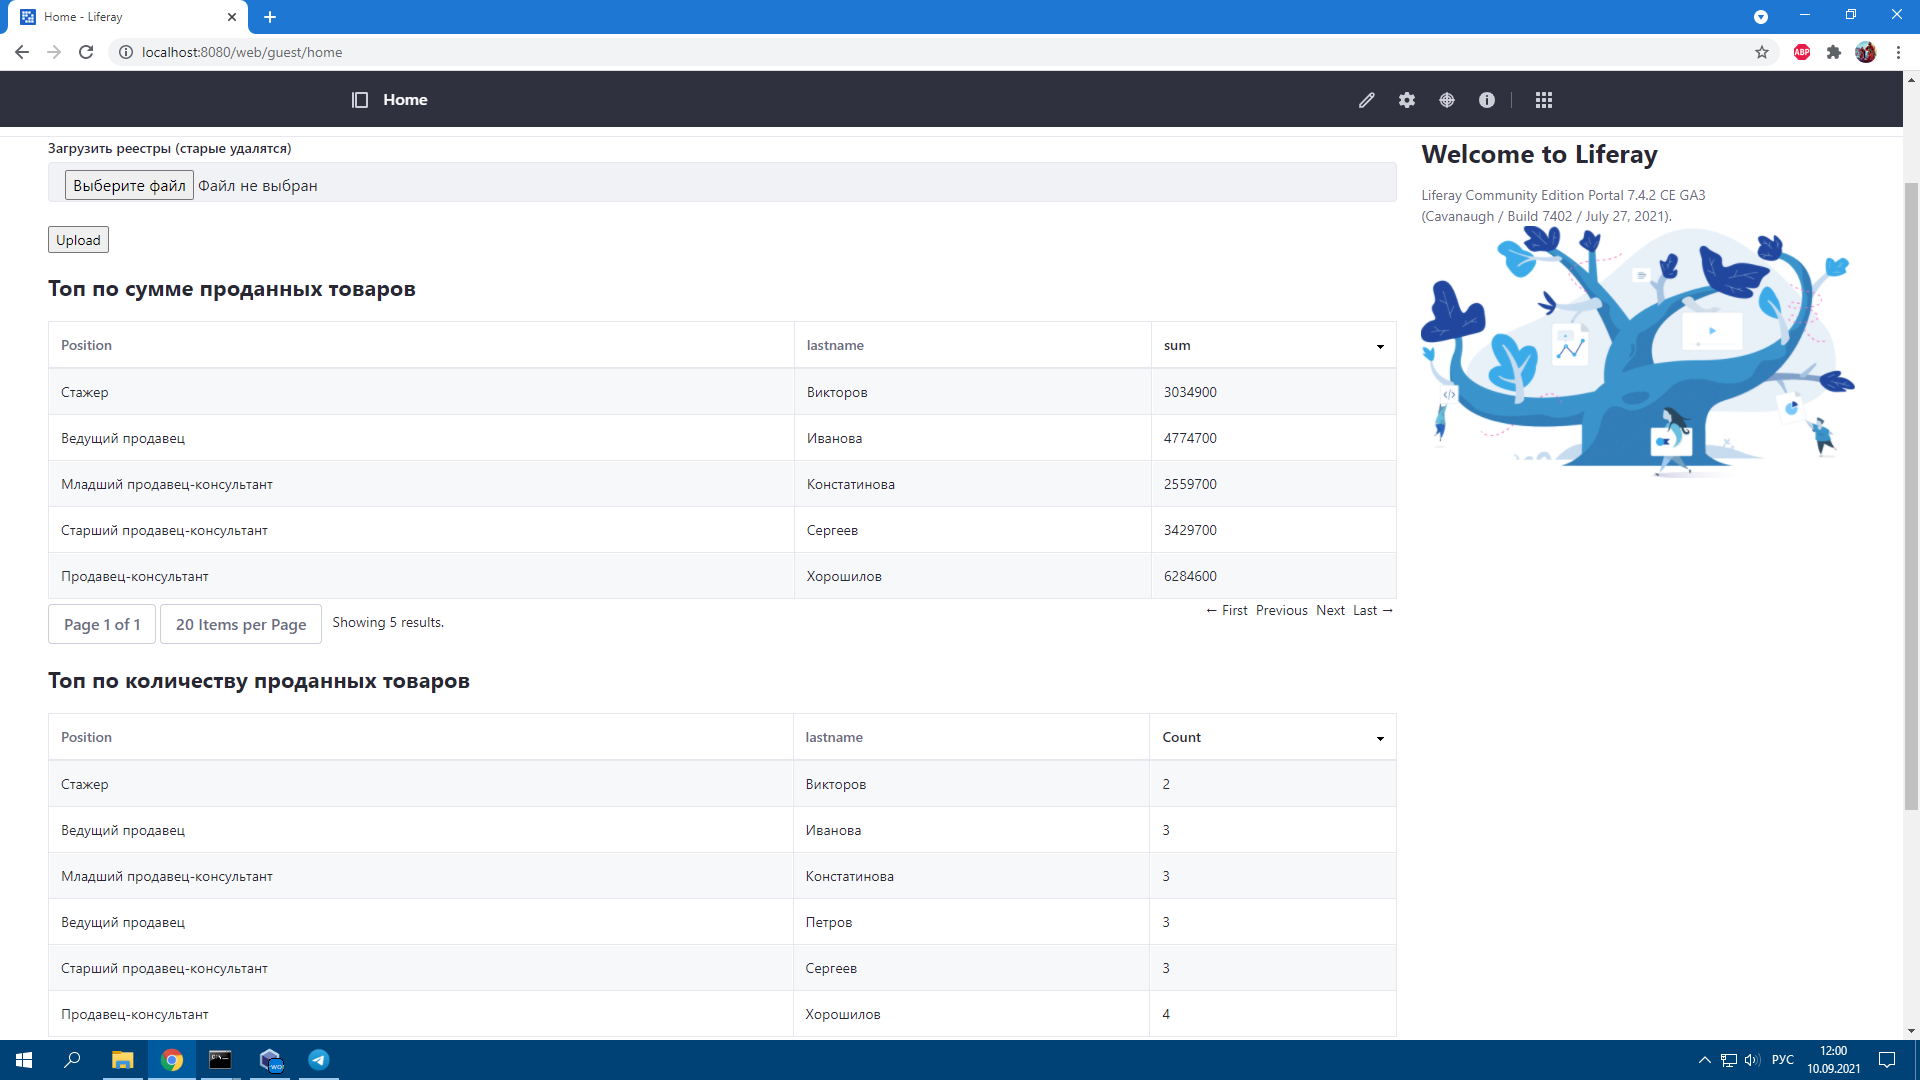 Home - Liferay
localhost:8080/web/guest/home
ABP
Home
Загрузить реестры (старые удалятся)
Выберите файл Файл не выбран
Upload
Топ по сумме проданных товаров
Position lastname sum
Стажер Викторов 3034900
Ведущий продавец Иванова 4774700
Младший продавец-консультант Констатинова 2559700
Старший продавец-консультант Сергеев 3429700
Продавец-консультант Хорошилов 6284600
Page 1 of 1 20 Items per Page Showing 5 results. ← First Previous Next Last →
Топ по количеству проданных товаров
Position lastname Count
Стажер Викторов 2
Ведущий продавец Иванова 3
Младший продавец-консультант Констатинова 3
Ведущий продавец Петров 3
Старший продавец-консультант Сергеев 3
Продавец-консультант Хорошилов 4
Welcome to Liferay
Liferay Community Edition Portal 7.4.2 CE GA3
(Cavanaugh / Build 7402 / July 27, 2021).
РУС
12:00
10.09.2021